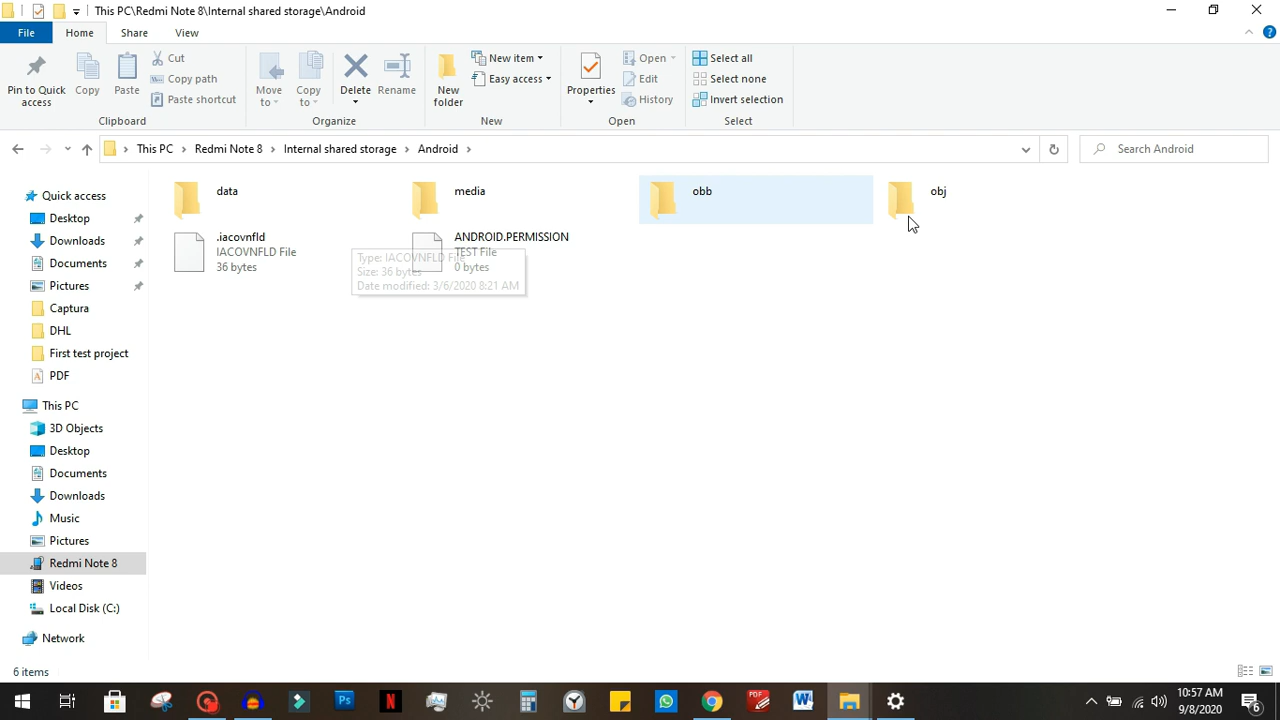 This PC\Redmi Note 8\Internal shared storage\Android
File Home Share View
Pin to Quick access
Copy
Paste
Cut
Copy path
Paste shortcut
Clipboard
Move to
Copy to
Delete
Rename
Organize
New folder
New item
Easy access
New
Properties
Open
Edit
History
Open
Select all
Select none
Invert selection
Select
This PC Redmi Note 8 Internal shared storage Android
Search Android
Quick access
Desktop
Downloads
Documents
Pictures
Captura
DHL
First test project
PDF
This PC
3D Objects
Desktop
Documents
Downloads
Music
Pictures
Redmi Note 8
Videos
Local Disk (C:)
Network
data
media
obb
obj
.iacovnfld
IACOVNFLD File
36 bytes
ANDROID.PERMISSION
TEST File
0 bytes
Type: IACOVNFLD File
Size: 36 bytes
Date modified: 3/6/2020 8:21 AM
6 items
Ps
N
PDF
W
10:57 AM
9/8/2020
6